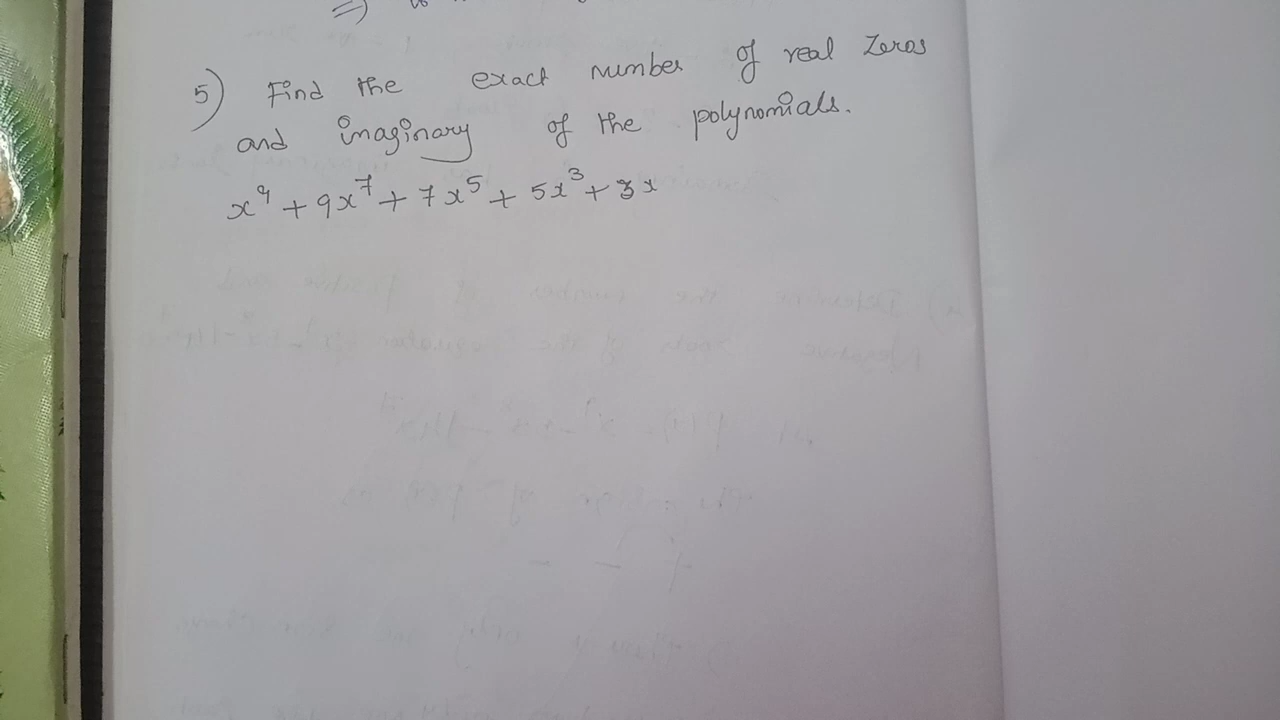 5) Find the exact number of real zeros
and imaginary of the polynomials.
x⁹ + 9x⁷ + 7x⁵ + 5x³ + 3x